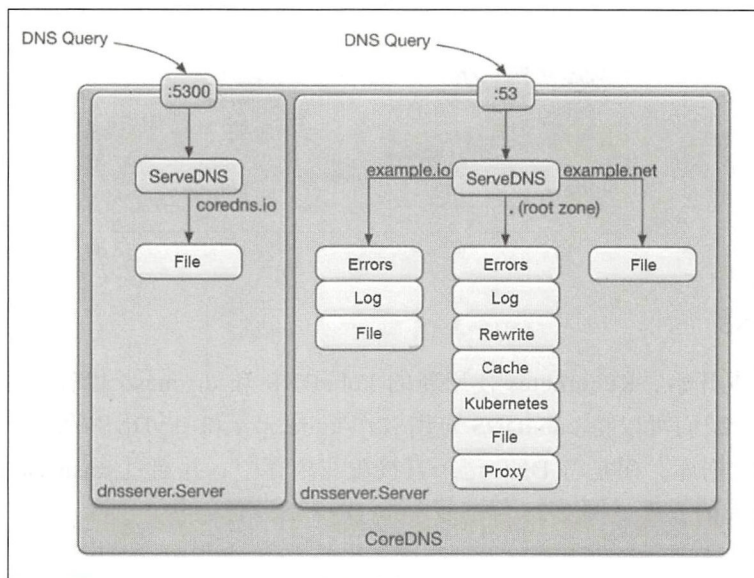 DNS Query
DNS Query
:5300
:53
ServeDNS
coredns.io
File
example.io
ServeDNS
example.net
. (root zone)
Errors
Log
File
Errors
Log
Rewrite
Cache
Kubernetes
File
Proxy
File
dnsserver.Server
dnsserver.Server
CoreDNS